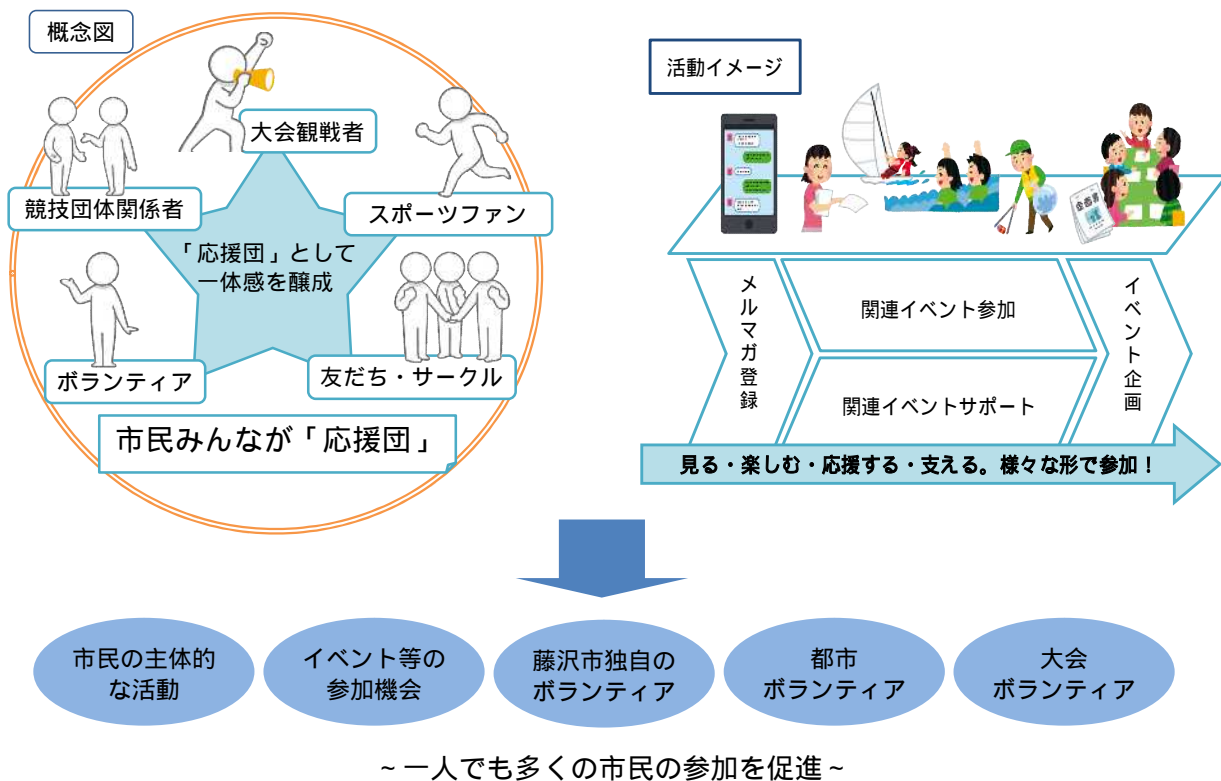 概念図
大会観戦者
競技団体関係者
スポーツファン
「応援団」として
一体感を醸成
ボランティア
友だち・サークル
市民みんなが「応援団」
活動イメージ
企画書
メルマガ登録
関連イベント参加
関連イベントサポート
イベント企画
見る・楽しむ・応援する・支える。様々な形で参加！
市民の主体的
な活動
イベント等の
参加機会
藤沢市独自の
ボランティア
都市
ボランティア
大会
ボランティア
~一人でも多くの市民の参加を促進~